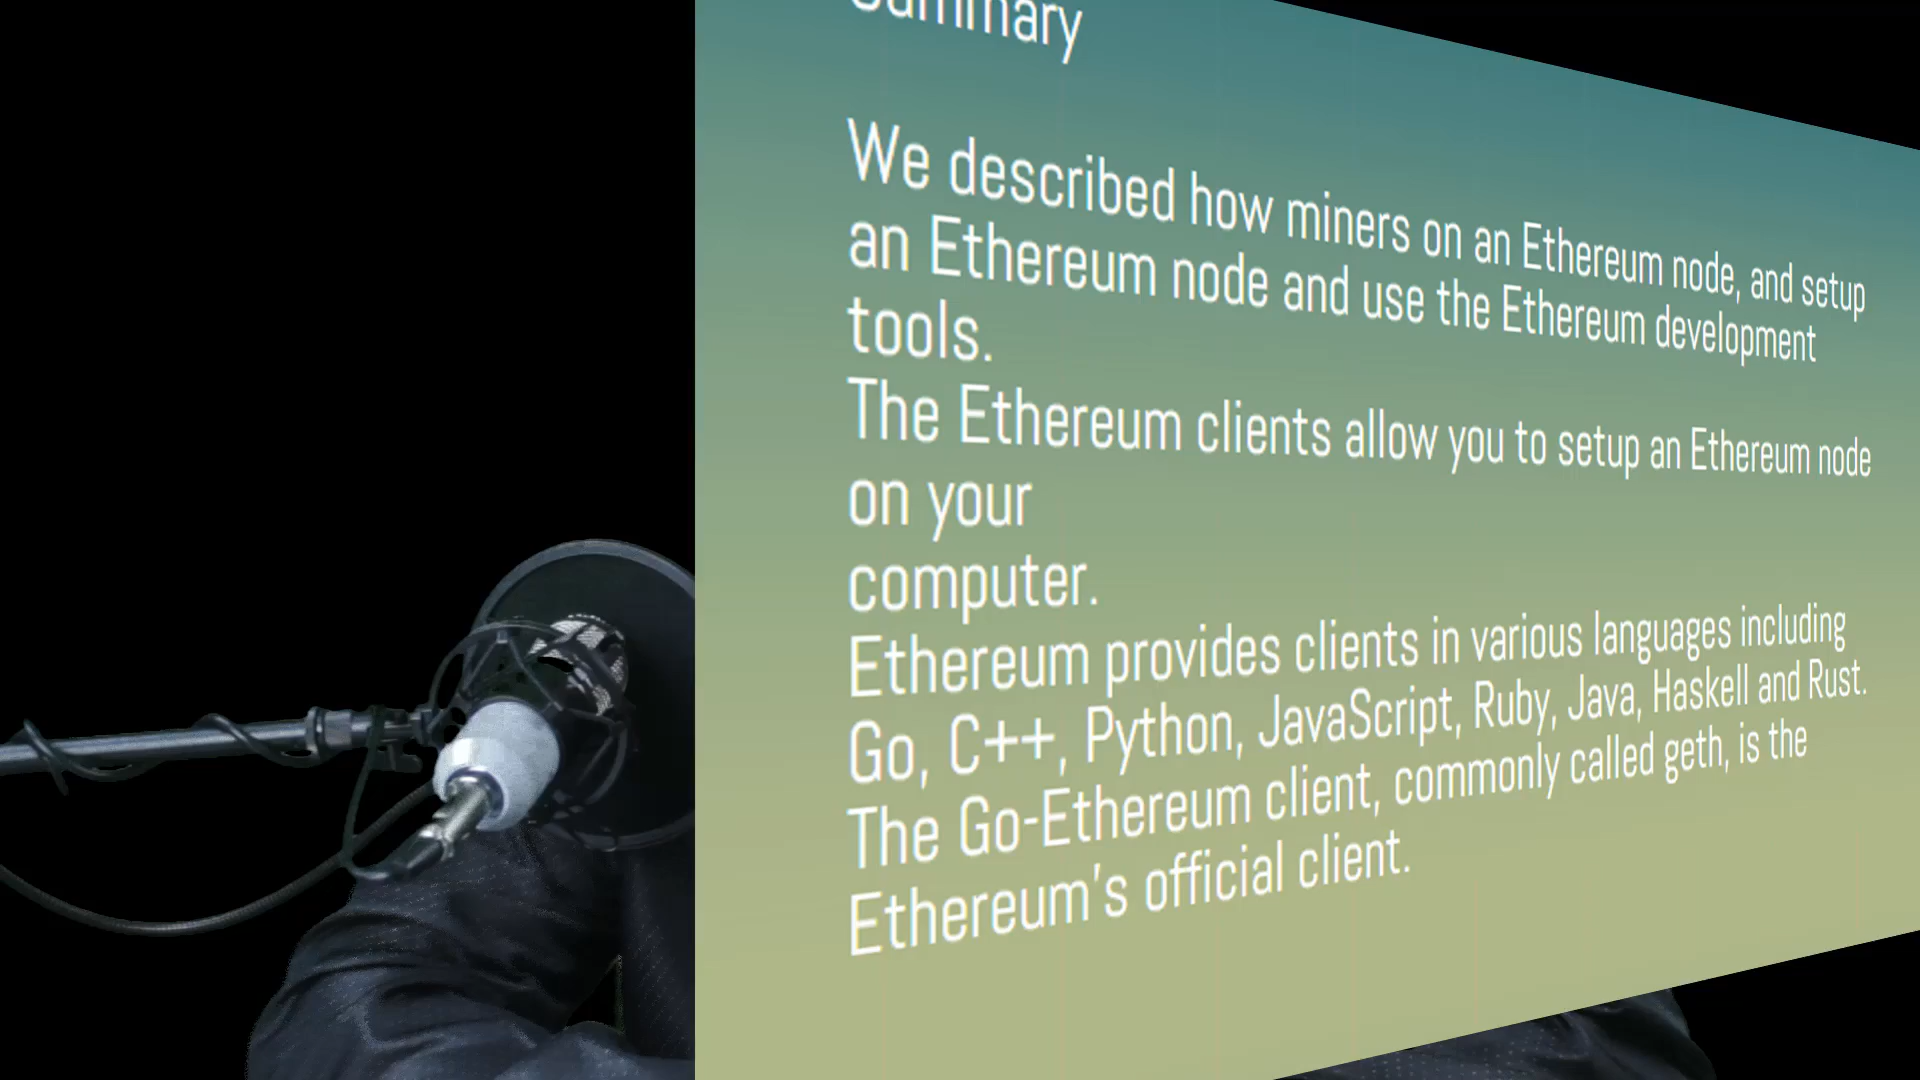 Summary
We described how miners on an Ethereum node, and setup
an Ethereum node and use the Ethereum development
tools.
The Ethereum clients allow you to setup an Ethereum node
on your
computer.
Ethereum provides clients in various languages including
Go, C++, Python, JavaScript, Ruby, Java, Haskell and Rust.
The Go-Ethereum client, commonly called geth, is the
Ethereum's official client.